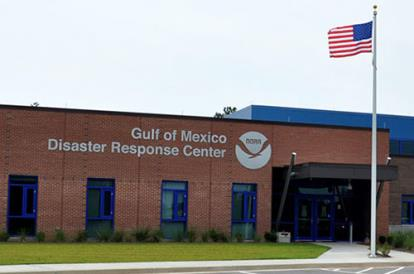 Gulf of Mexico
Disaster Response Center
NOAA